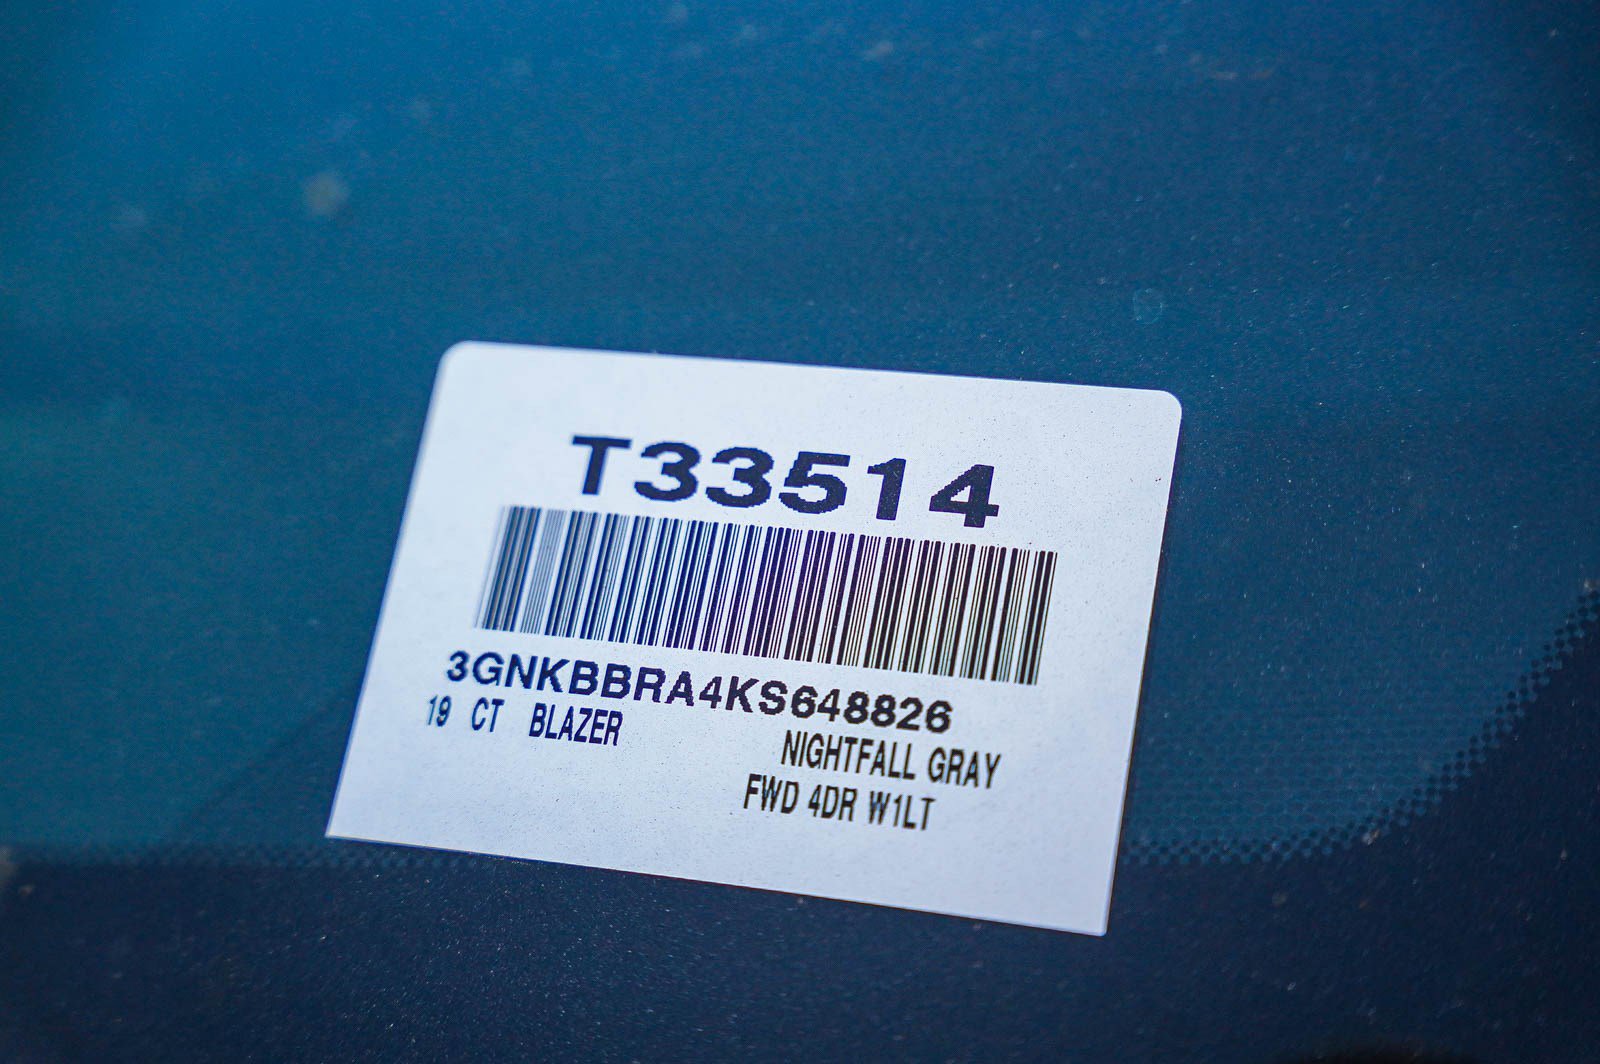 T33514
3GNKBBRA4KS648826
19 CT BLAZER
NIGHTFALL GRAY
FWD 4DR W1LT